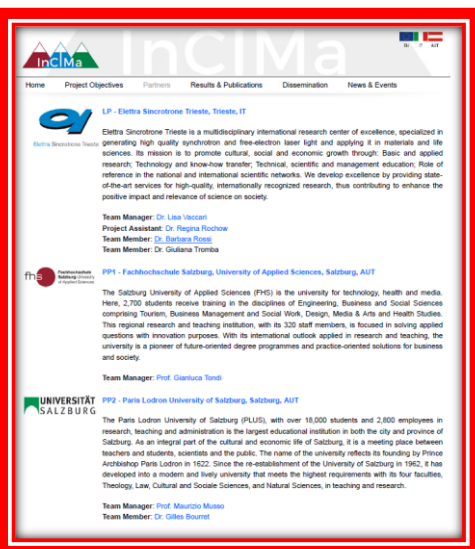 InCIMa
EU IT AUT
Home Project Objectives Partners Results & Publications Dissemination News & Events
Elettra Sincrotrone Trieste
LP - Elettra Sincrotrone Trieste, Trieste, IT
Elettra Sincrotrone Trieste is a multidisciplinary international research center of excellence, specialized in
generating high quality synchrotron and free-electron laser light and applying it in materials and life
sciences. Its mission is to promote cultural, social and economic growth through: Basic and applied
research; Technology and know-how transfer; Technical, scientific and management education; Role of
reference in the national and international scientific networks. We develop excellence by providing state-
of-the-art services for high-quality, internationally recognized research, thus contributing to enhance the
positive impact and relevance of science on society.
Team Manager: Dr. Lisa Vaccari
Project Assistant: Dr. Regina Rochow
Team Member: Dr. Barbara Rossi
Team Member: Dr. Giuliana Tromba
fhs
Fachhochschule
Salzburg University
of Applied Sciences
PP1 - Fachhochschule Salzburg, University of Applied Sciences, Salzburg, AUT
The Salzburg University of Applied Sciences (FHS) is the university for technology, health and media.
Here, 2,700 students receive training in the disciplines of Engineering, Business and Social Sciences
comprising Tourism, Business Management and Social Work, Design, Media & Arts and Health Studies.
This regional research and teaching institution, with its 320 staff members, is focused in solving applied
questions with innovation purposes. With its international outlook applied in research and teaching, the
university is a pioneer of future-oriented degree programmes and practice-oriented solutions for business
and society.
Team Manager: Prof. Gianluca Tondi
UNIVERSITÄT
SALZBURG
PP2 - Paris Lodron University of Salzburg, Salzburg, AUT
The Paris Lodron University of Salzburg (PLUS), with over 18,000 students and 2,800 employees in
research, teaching and administration is the largest educational institution in both the city and province of
Salzburg. As an integral part of the cultural and economic life of Salzburg, it is a meeting place between
teachers and students, scientists and the public. The name of the university reflects its founding by Prince
Archbishop Paris Lodron in 1622. Since the re-establishment of the University of Salzburg in 1962, it has
developed into a modern and lively university that meets the highest requirements with its four faculties,
Theology, Law, Cultural and Sociale Sciences, and Natural Sciences, in teaching and research.
Team Manager: Prof. Maurizio Musso
Team Member: Dr. Gilles Bourret